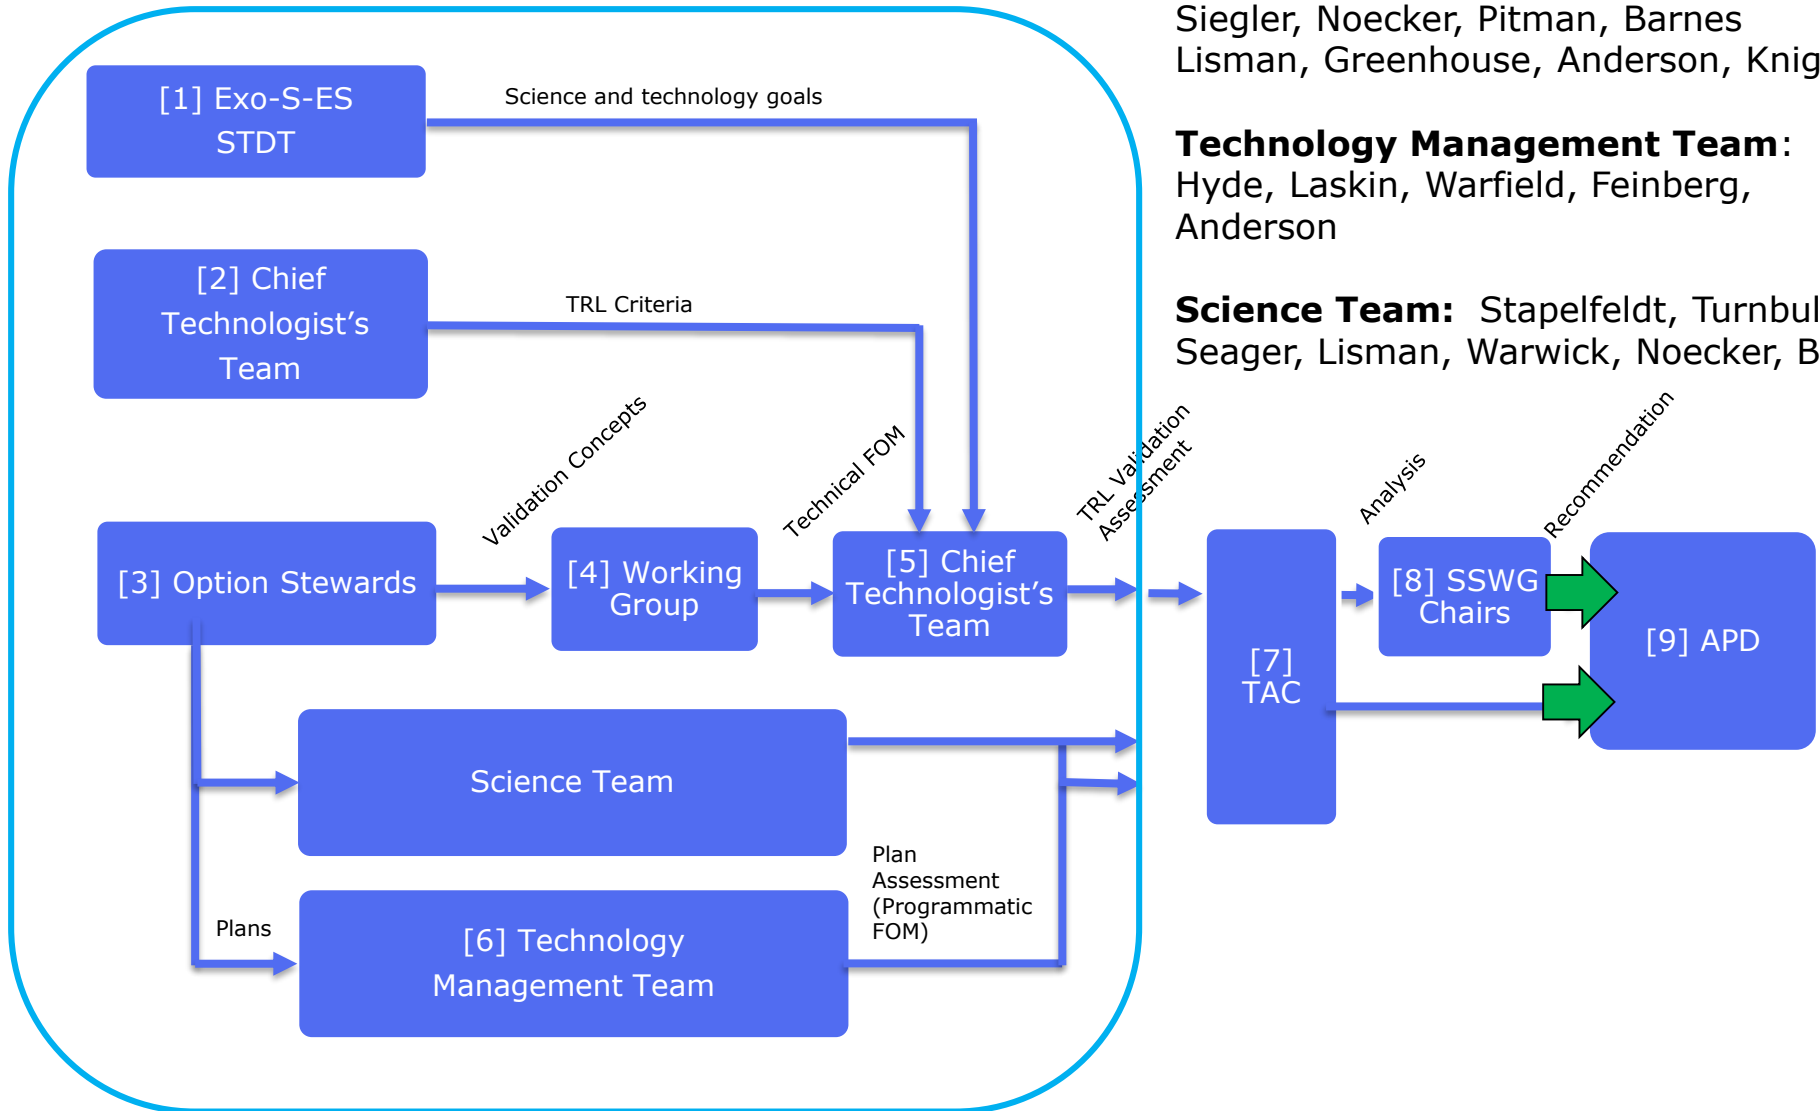 Siegler, Noecker, Pitman, Barnes
Lisman, Greenhouse, Anderson,
Technology Management Team:
Hyde, Laskin, Warfield, Feinberg,
Anderson
Science Team: Stapelfeldt,
Seager, Lisman, Warwick, Noecker,
[1] Exo-S-ES
STDT
Science and technology goals
[2] Chief
Technologist’s
Team
TRL Criteria
[3] Option Stewards
Validation Concepts
[4] Working
Group
Technical FOM
[5] Chief
Technologist’s
Team
TRL Validation
Assessment
[7]
TAC
Analysis
[8] SSWG
Chairs
Recommendation
[9] APD
Science Team
Plans
[6] Technology
Management Team
Plan
Assessment
(Programmatic
FOM)